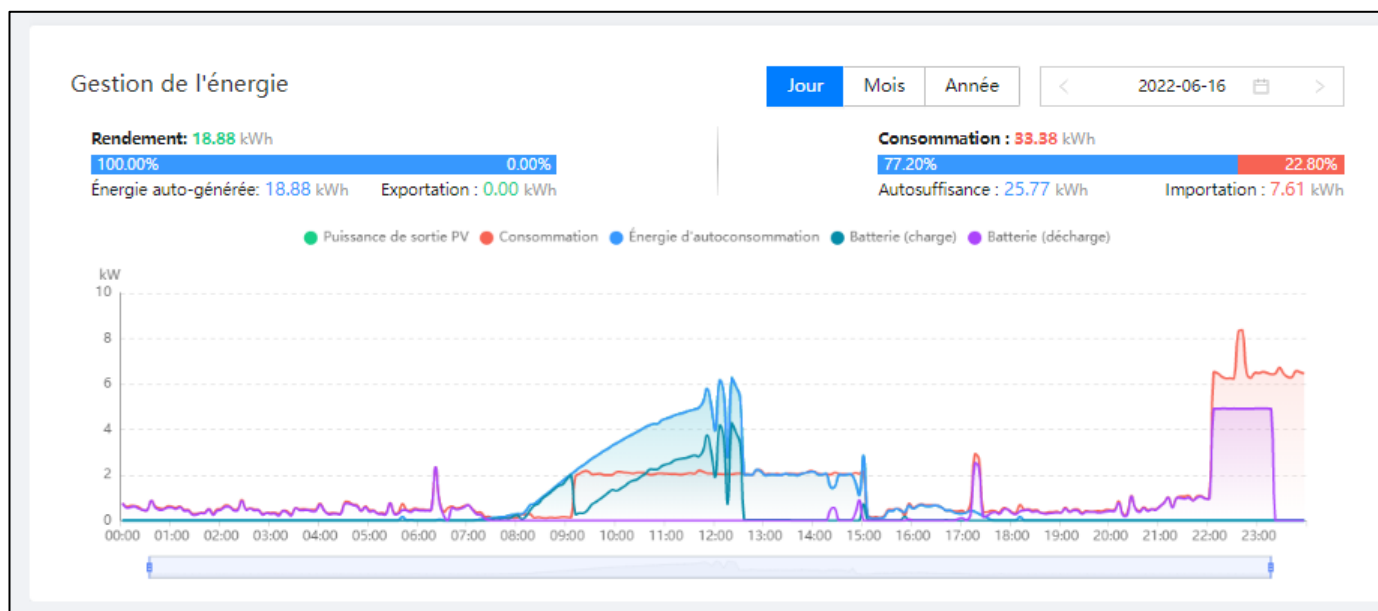 Gestion de l'énergie
Jour Mois Année < 2022-06-16 >
Rendement: 18.88 kWh Consommation : 33.38 kWh
100.00% 0.00% 77.20% 22.80%
Énergie auto-générée: 18.88 kWh Exportation : 0.00 kWh Autosuffisance : 25.77 kWh Importation : 7.61 kWh
Puissance de sortie PV Consommation Énergie d'autoconsommation Batterie (charge) Batterie (décharge)
kW
10
8
6
4
2
0
00:00 01:00 02:00 03:00 04:00 05:00 06:00 07:00 08:00 09:00 10:00 11:00 12:00 13:00 14:00 15:00 16:00 17:00 18:00 19:00 20:00 21:00 22:00 23:00